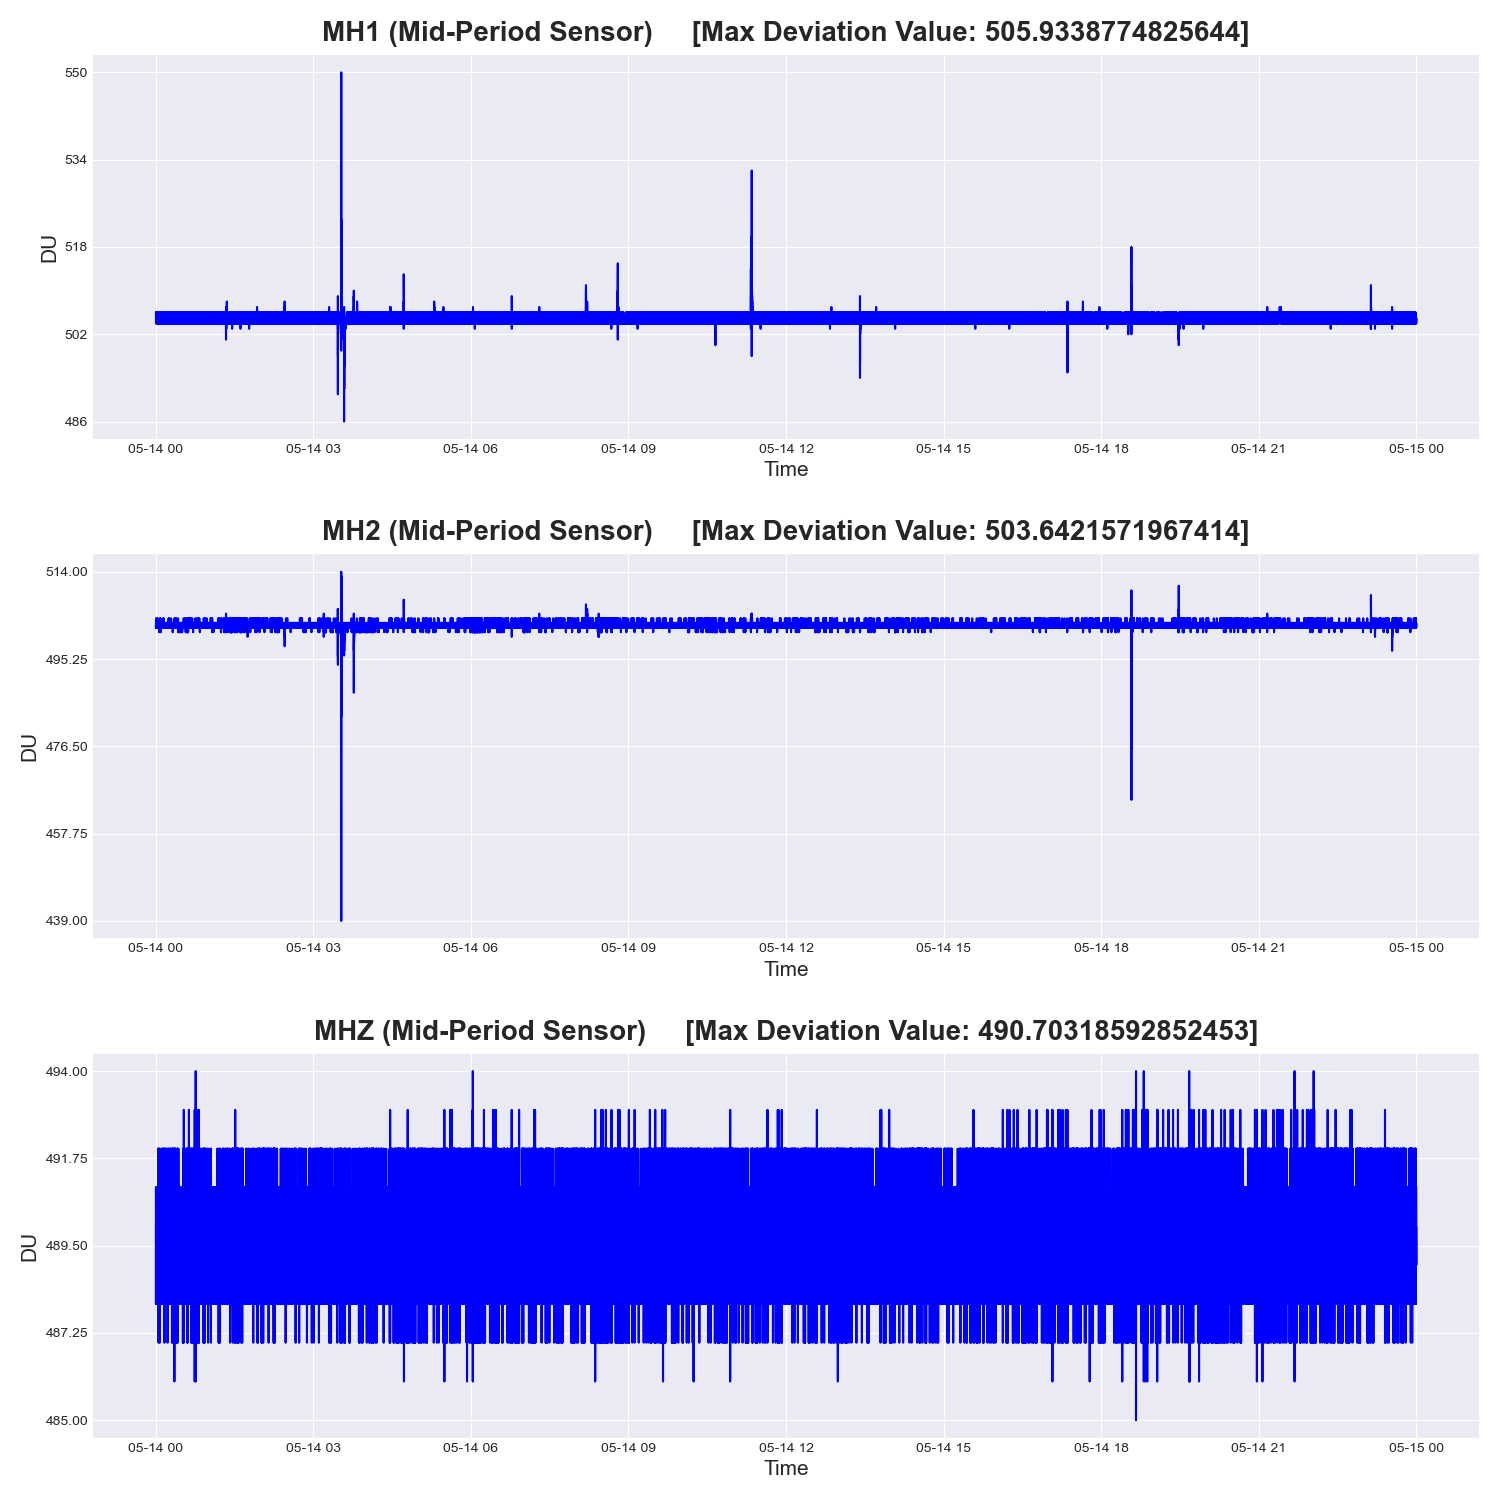 MH1 (Mid-Period Sensor)     [Max Deviation Value: 505.9338774825644]
550
534
518
502
486
DU
05-14 00 05-14 03 05-14 06 05-14 09 05-14 12 05-14 15 05-14 18 05-14 21 05-15 00
Time
MH2 (Mid-Period Sensor)     [Max Deviation Value: 503.6421571967414]
514.00
495.25
476.50
457.75
439.00
DU
05-14 00 05-14 03 05-14 06 05-14 09 05-14 12 05-14 15 05-14 18 05-14 21 05-15 00
Time
MHZ (Mid-Period Sensor)     [Max Deviation Value: 490.70318592852453]
494.00
491.75
489.50
487.25
485.00
DU
05-14 00 05-14 03 05-14 06 05-14 09 05-14 12 05-14 15 05-14 18 05-14 21 05-15 00
Time